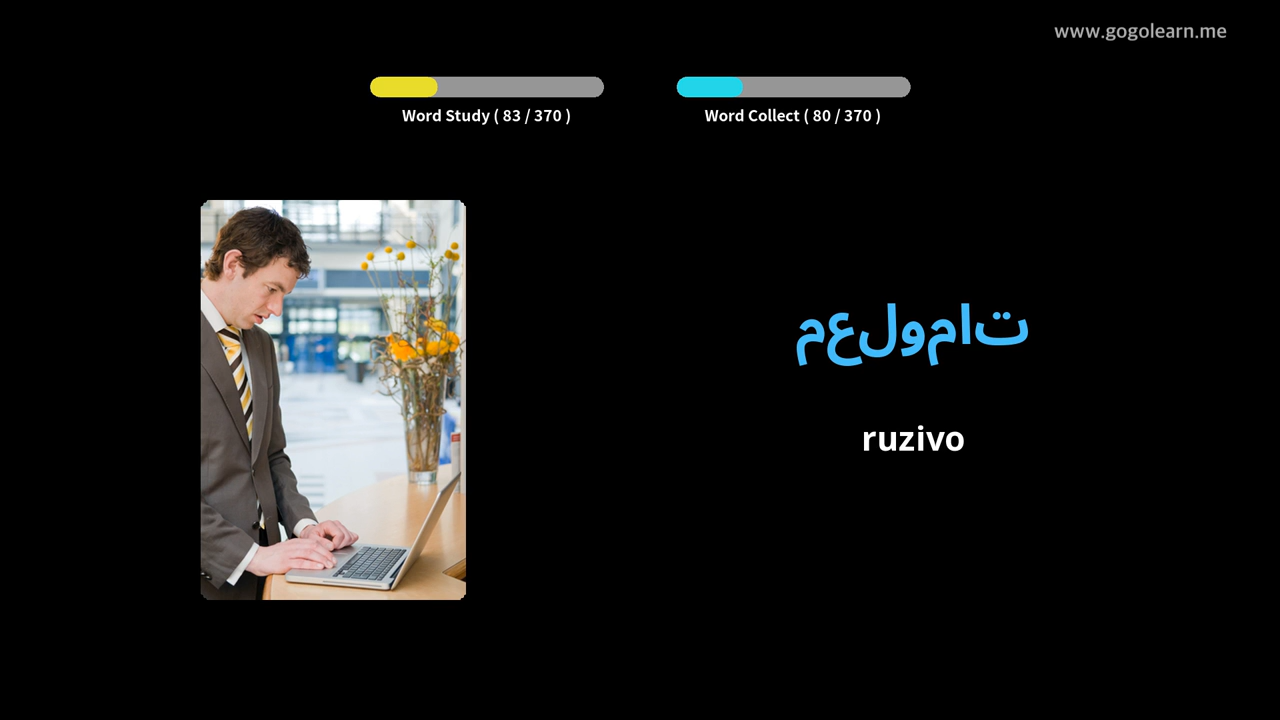 www.gogolearn.me
Word Study ( 83 / 370 )
Word Collect ( 80 / 370 )
معلومات
ruzivo